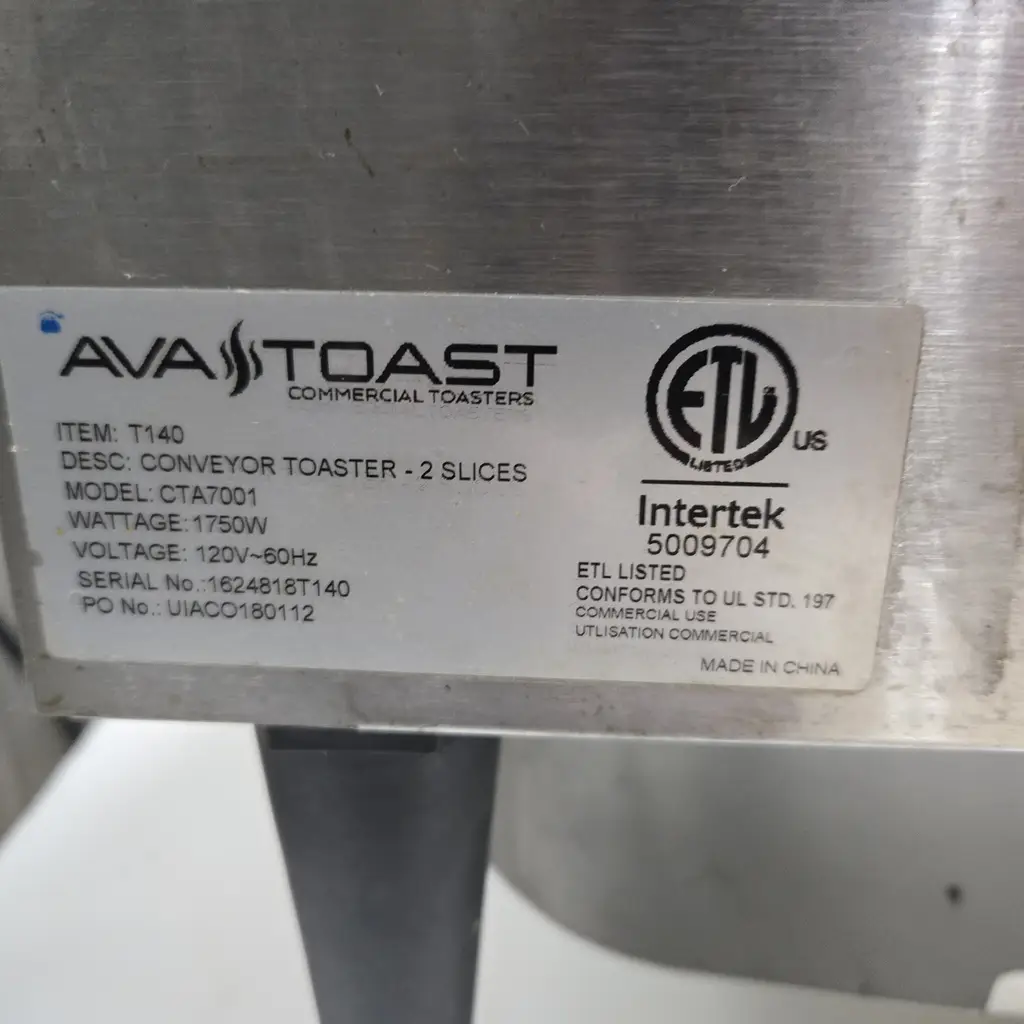 AVATOAST
COMMERCIAL TOASTERS
ITEM: T140
DESC: CONVEYOR TOASTER - 2 SLICES
MODEL: CTA7001
WATTAGE: 1750W
VOLTAGE: 120V~60Hz
SERIAL No.:1624818T140
PO No.: UIACO180112
ETL
LISTED
US
Intertek
5009704
ETL LISTED
CONFORMS TO UL STD. 197
COMMERCIAL USE
UTLISATION COMMERCIAL
MADE IN CHINA